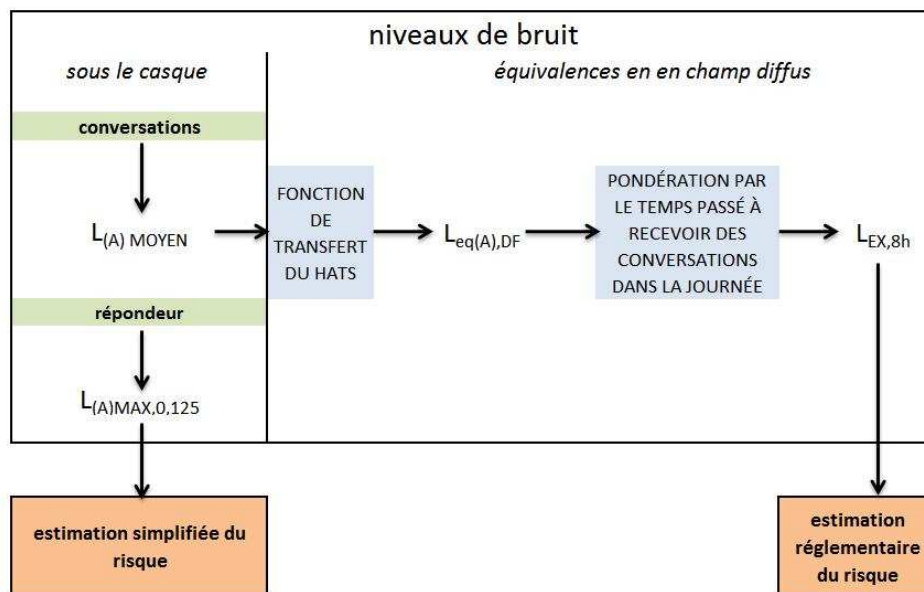 niveaux de bruit
sous le casque
équivalences en en champ diffus
conversations
L(A) MOYEN
FONCTION
DE
TRANSFERT
DU HATS
Leq(A),DF
PONDÉRATION PAR
LE TEMPS PASSÉ À
RECEVOIR DES
CONVERSATIONS
DANS LA JOURNÉE
LEX,8h
répondeur
L(A)MAX,0,125
estimation simplifiée du
risque
estimation
réglementaire
du risque